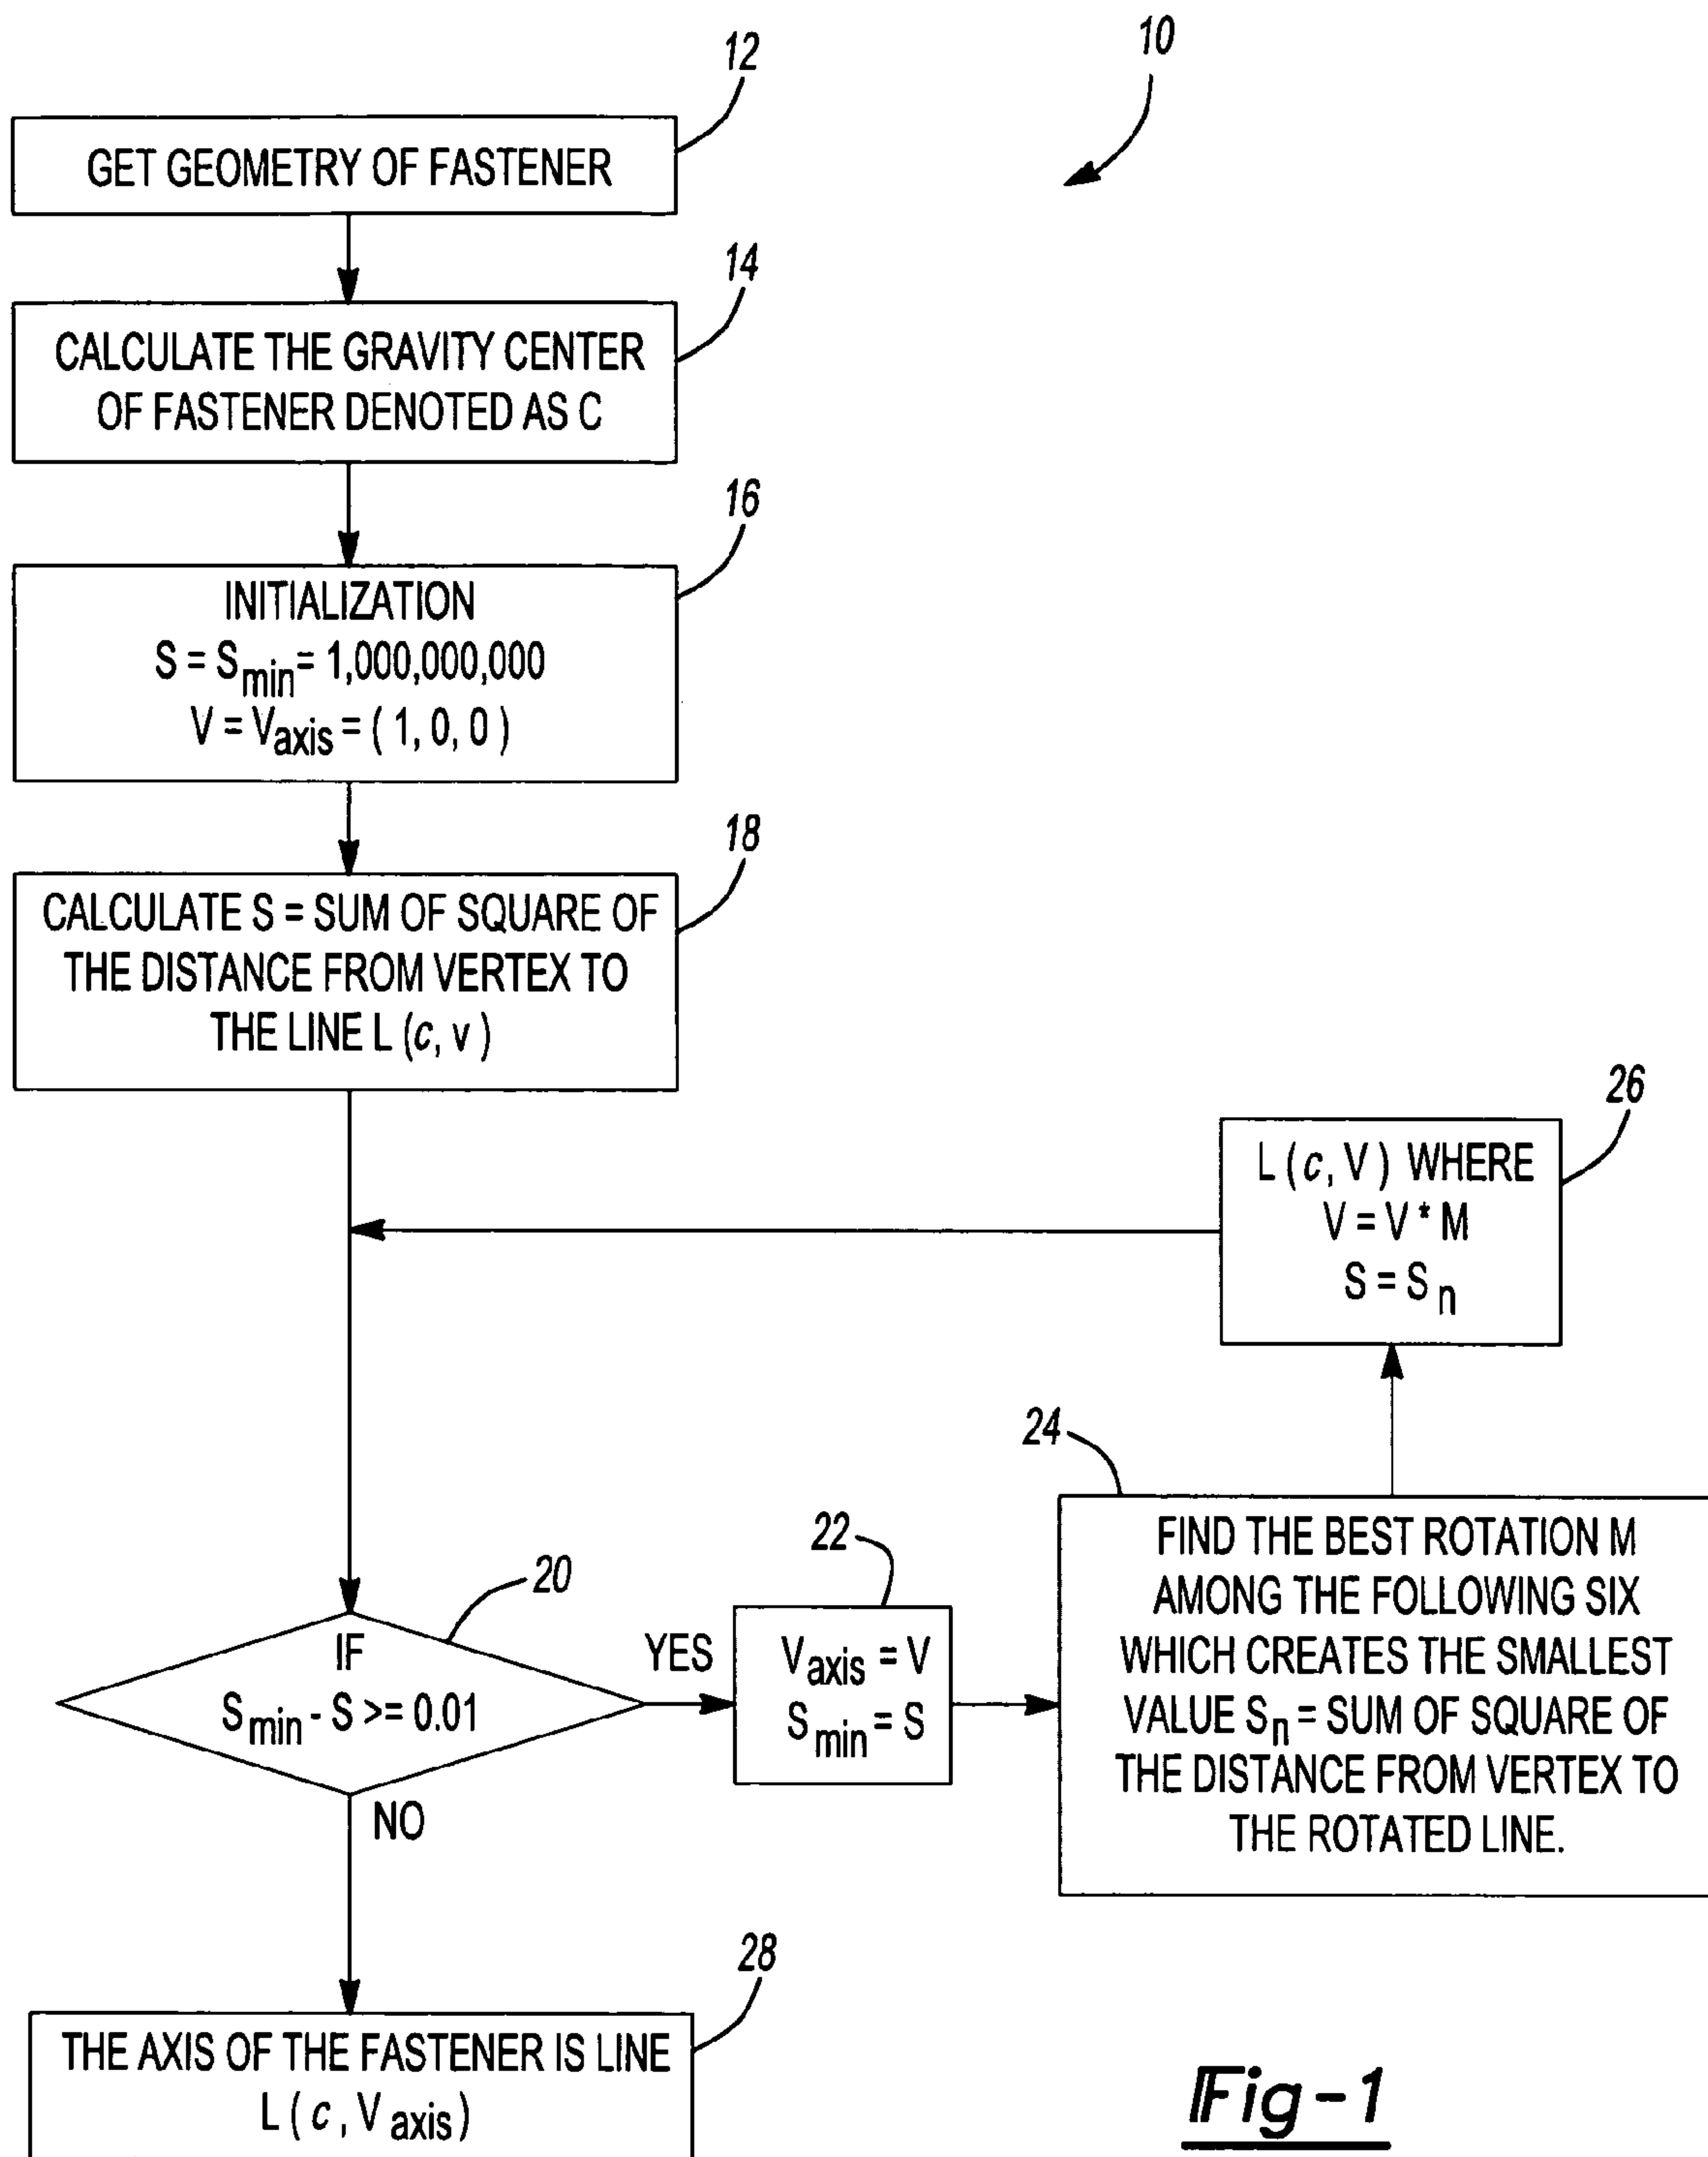 10
12
GET GEOMETRY OF FASTENER
14
CALCULATE THE GRAVITY CENTER
OF FASTENER DENOTED AS C
16
INITIALIZATION
S = Smin= 1,000,000,000
V = Vaxis = ( 1, 0, 0 )
18
CALCULATE S = SUM OF SQUARE OF
THE DISTANCE FROM VERTEX TO
THE LINE L (c, v )
26
L ( c, V ) WHERE
V = V * M
S = Sn
20
IF
Smin - S >= 0.01
YES
NO
22
Vaxis = V
Smin = S
24
FIND THE BEST ROTATION M
AMONG THE FOLLOWING SIX
WHICH CREATES THE SMALLEST
VALUE Sn = SUM OF SQUARE OF
THE DISTANCE FROM VERTEX TO
THE ROTATED LINE.
28
THE AXIS OF THE FASTENER IS LINE
L ( c , Vaxis )
Fig-1